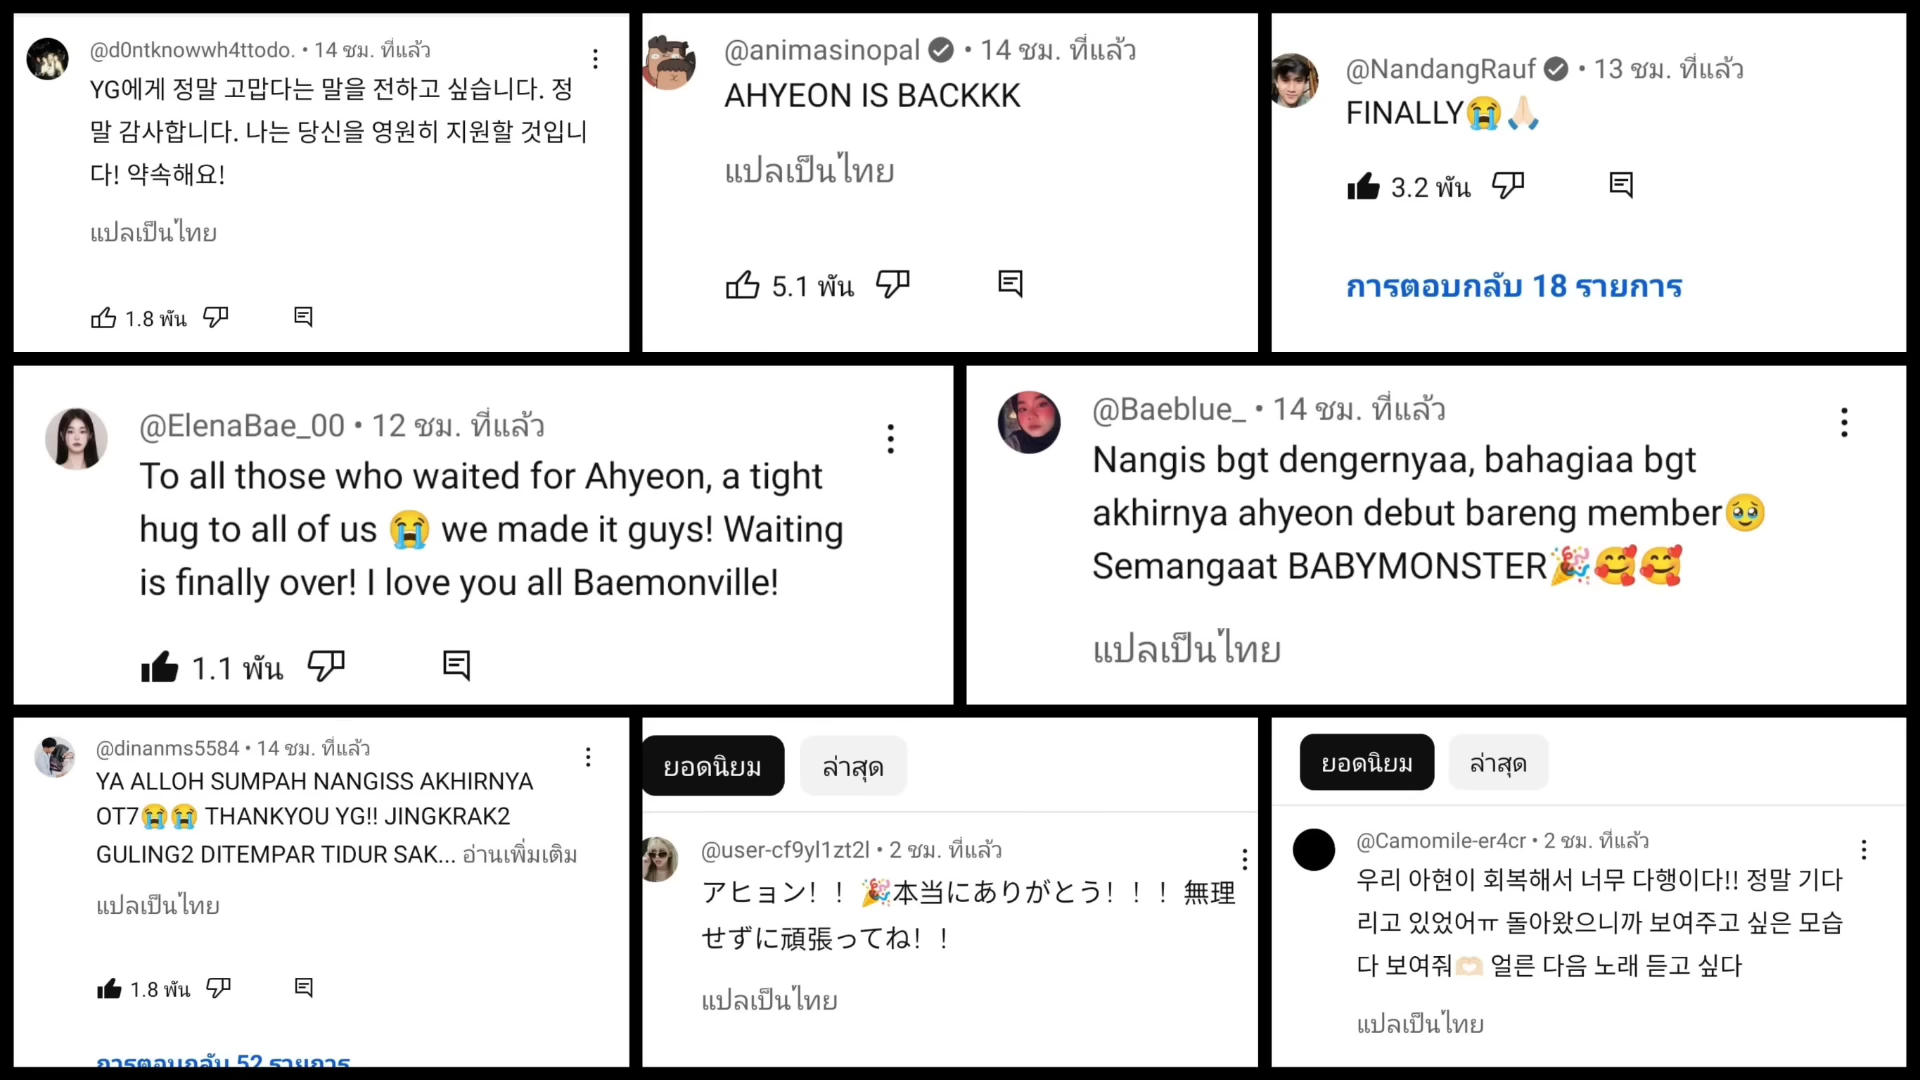 @d0ntknowwh4ttodo. • 14 ชม. ที่แล้ว
YG에게 정말 고맙다는 말을 전하고 싶습니다. 정
말 감사합니다. 나는 당신을 영원히 지원할 것입니
다! 약속해요!
แปลเป็นไทย
1.8 พัน
@animasinopal • 14 ชม. ที่แล้ว
AHYEON IS BACKKK
แปลเป็นไทย
5.1 พัน
@NandangRauf • 13 ชม. ที่แล้ว
FINALLY😭🙏🏻
3.2 พัน
การตอบกลับ 18 รายการ
@ElenaBae_00 • 12 ชม. ที่แล้ว
To all those who waited for Ahyeon, a tight
hug to all of us 😭 we made it guys! Waiting
is finally over! I love you all Baemonville!
1.1 พัน
@Baeblue_ • 14 ชม. ที่แล้ว
Nangis bgt dengernyaa, bahagiaa bgt
akhirnya ahyeon debut bareng member🥹
Semangaat BABYMONSTER🎉🥰🥰
แปลเป็นไทย
@dinanms5584 • 14 ชม. ที่แล้ว
YA ALLOH SUMPAH NANGISS AKHIRNYA
OT7😭😭 THANKYOU YG!! JINGKRAK2
GULING2 DITEMPAR TIDUR SAK... อ่านเพิ่มเติม
แปลเป็นไทย
1.8 พัน
การตอบกลับ 52 รายการ
ยอดนิยม ล่าสุด
@user-cf9yl1zt2l • 2 ชม. ที่แล้ว
アヒョン！！🎉本当にありがとう！！！無理
せずに頑張ってね！！
แปลเป็นไทย
ยอดนิยม ล่าสุด
@Camomile-er4cr • 2 ชม. ที่แล้ว
우리 아현이 회복해서 너무 다행이다!! 정말 기다
리고 있었어ㅠ 돌아왔으니까 보여주고 싶은 모습
다 보여줘🫶🏻 얼른 다음 노래 듣고 싶다
แปลเป็นไทย